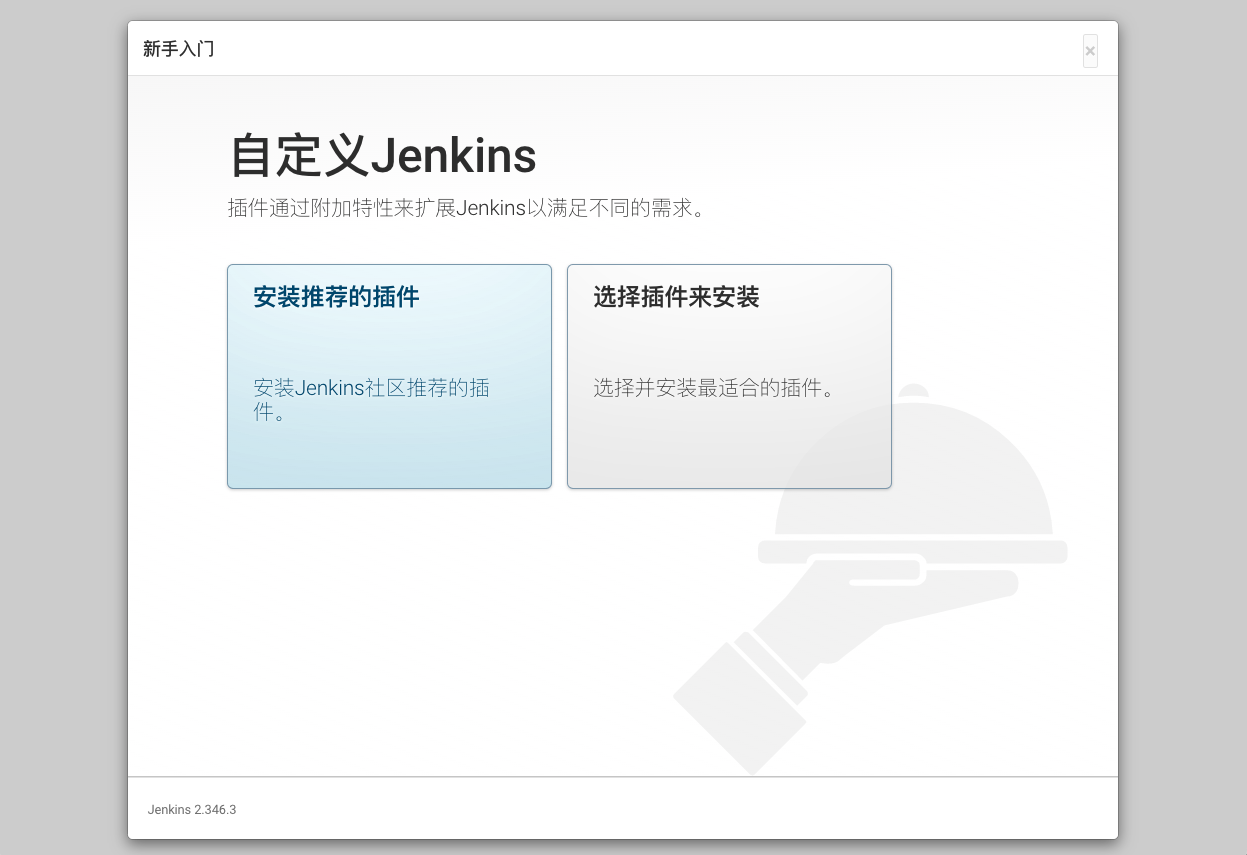 新手入门
×
自定义Jenkins
插件通过附加特性来扩展Jenkins以满足不同的需求。
安装推荐的插件
安装Jenkins社区推荐的插
件。
选择插件来安装
选择并安装最适合的插件。
Jenkins 2.346.3